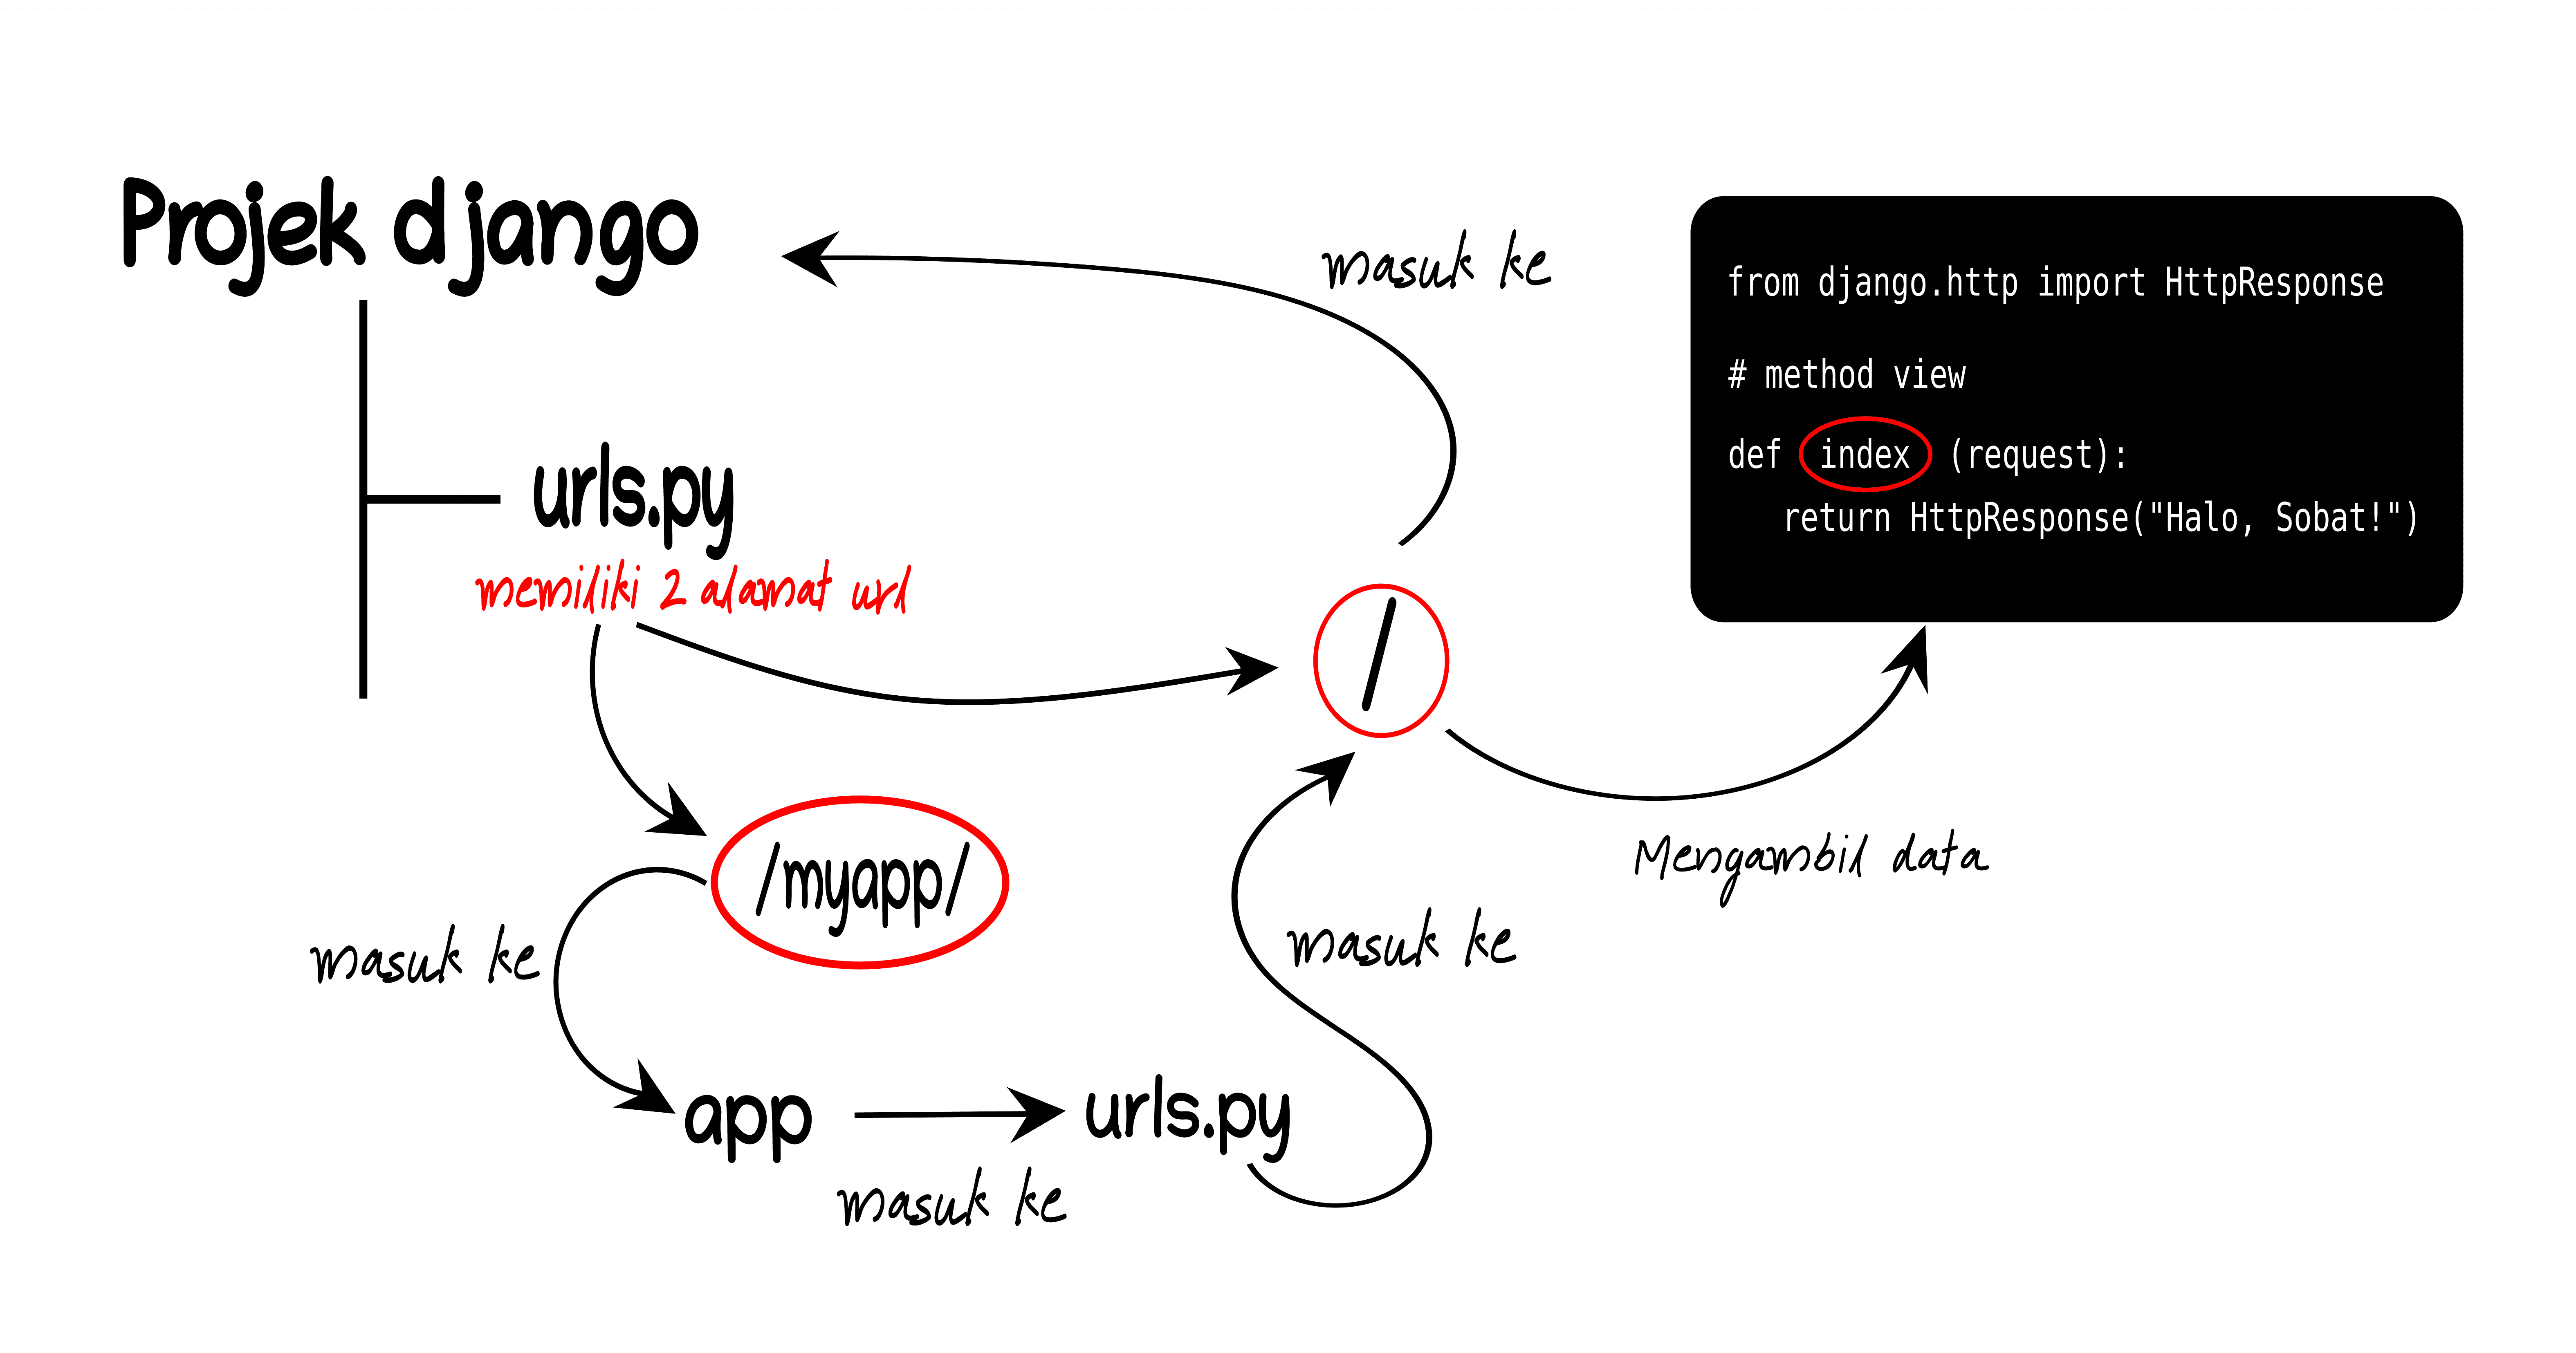 Projek django
masuk ke
from django.http import HttpResponse
# method view
def index (request):
return HttpResponse("Halo, Sobat!")
urls.py
memiliki 2 alamat url
/
/myapp/
Mengambil data
masuk ke
masuk ke
app
urls.py
masuk ke